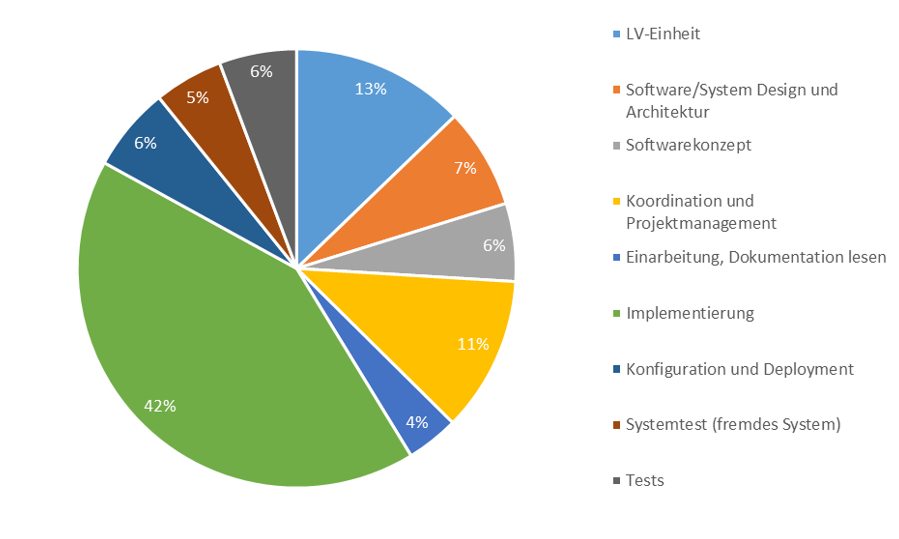 13%
7%
6%
11%
4%
42%
6%
5%
6%
LV-Einheit
Software/System Design und
Architektur
Softwarekonzept
Koordination und
Projektmanagement
Einarbeitung, Dokumentation lesen
Implementierung
Konfiguration und Deployment
Systemtest (fremdes System)
Tests